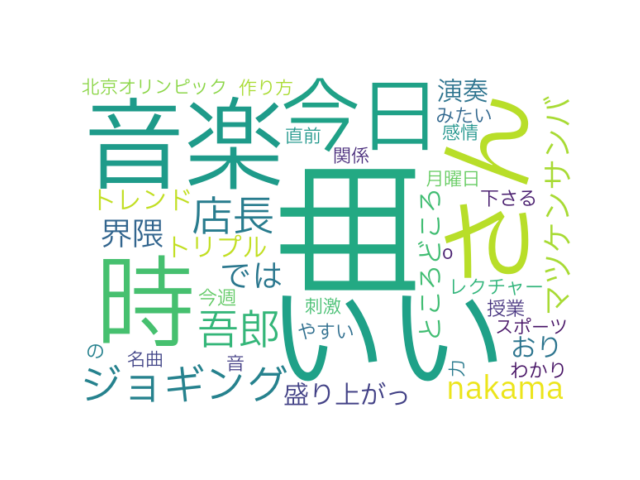 北京オリンピック
作り方
音楽
今日
直前
関係
演奏
みたい
感情
さん
マツケンサンバ
トレンド
店長
界隈
トリプル
では
曲
月曜日
下さる
ところどころ
o
時
今週
吾郎
刺激
やすい
いい
レクチャー
授業
スポーツ
おり
わかり
力
の
名曲
音
ジョギング
盛り上がっ
nakama